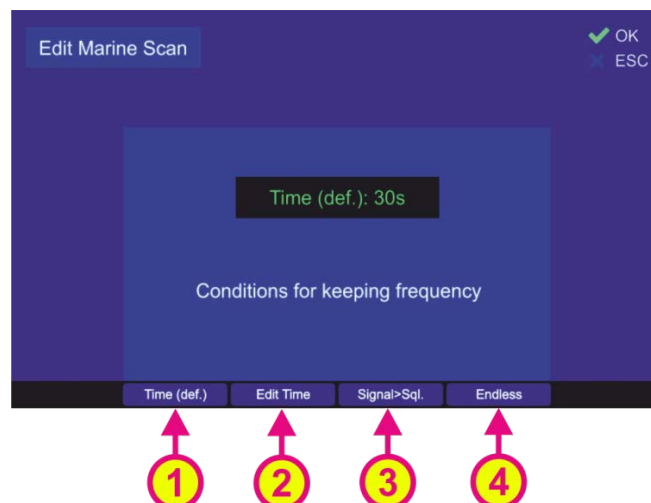 Edit Marine Scan
OK
ESC
Time (def.): 30s
Conditions for keeping frequency
Time (def.) Edit Time Signal>Sql. Endless
1 2 3 4